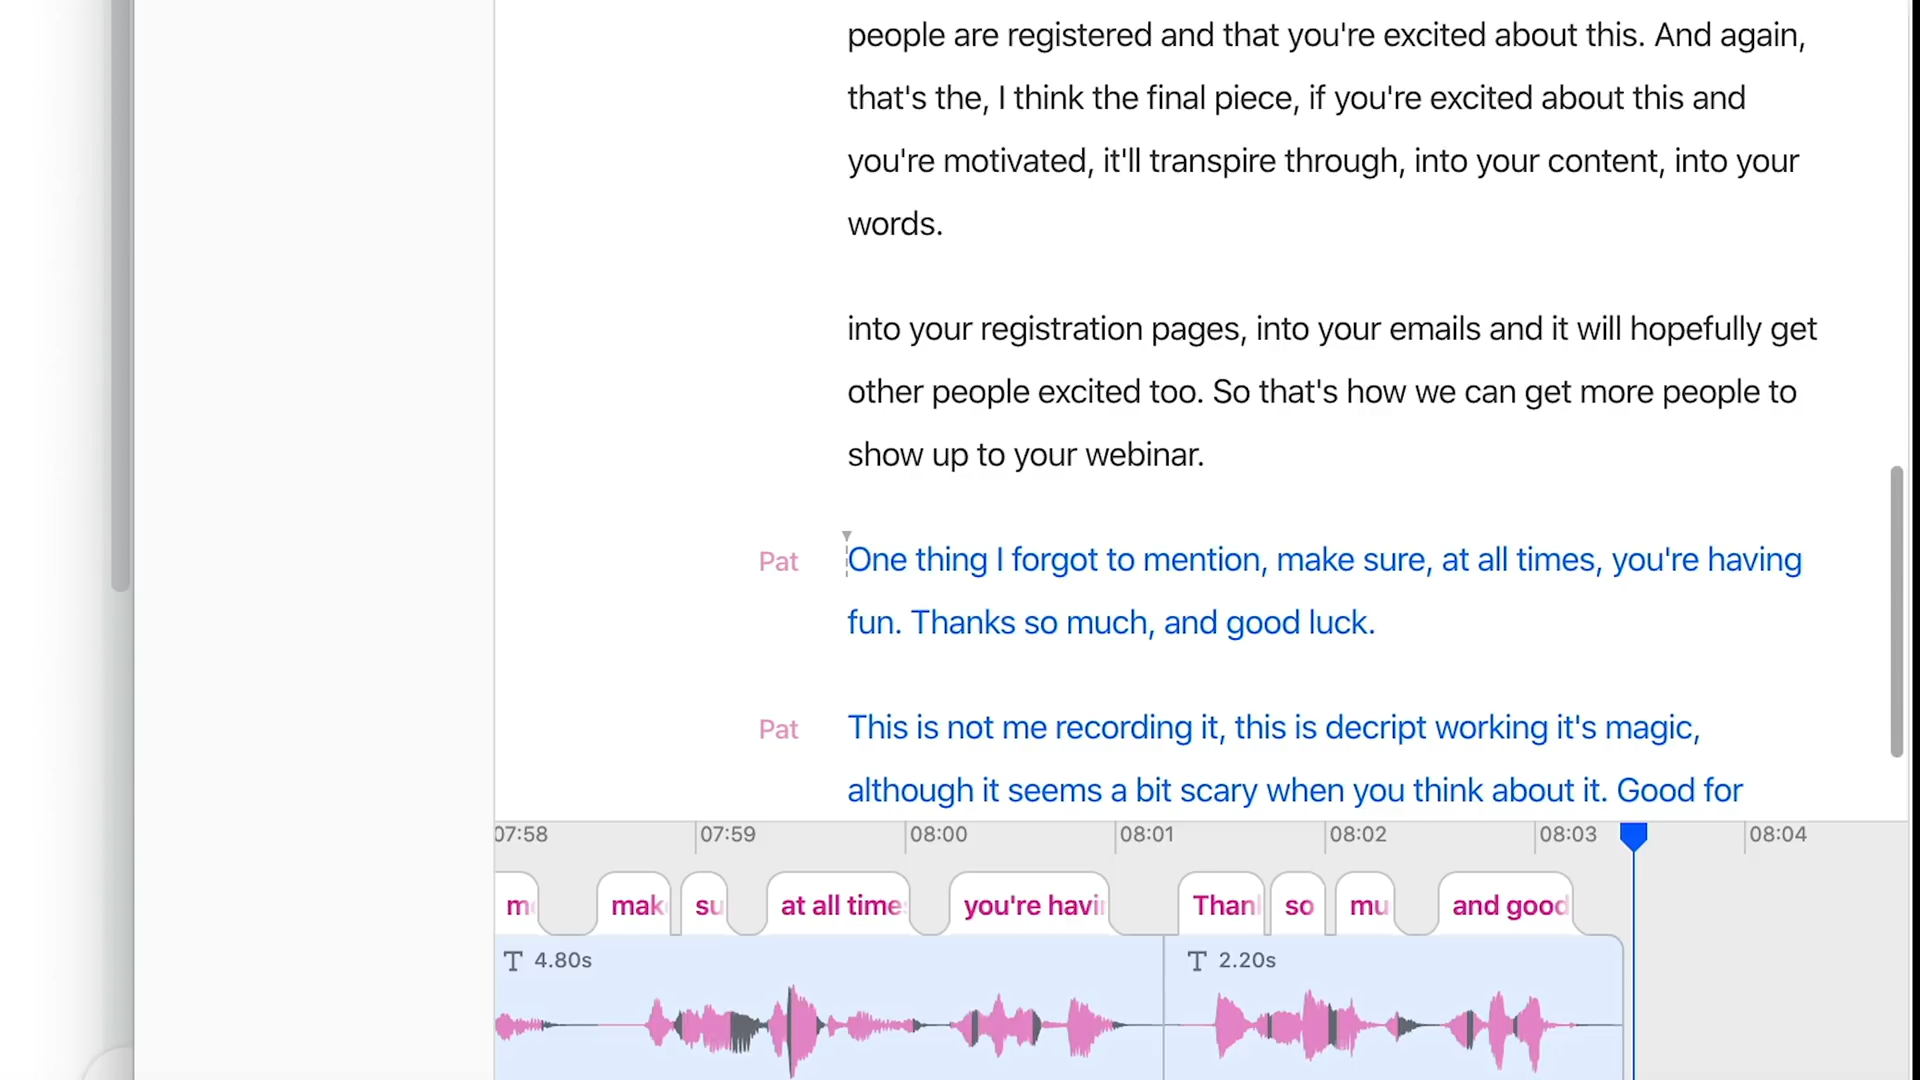 people are registered and that you're excited about this. And again,
that's the, I think the final piece, if you're excited about this and
you're motivated, it'll transpire through, into your content, into your
words.
into your registration pages, into your emails and it will hopefully get
other people excited too. So that's how we can get more people to
show up to your webinar.
Pat One thing I forgot to mention, make sure, at all times, you're having
fun. Thanks so much, and good luck.
Pat This is not me recording it, this is decript working it's magic,
although it seems a bit scary when you think about it. Good for
07:58 07:59 08:00 08:01 08:02 08:03 08:04
m mak su at all time you're havi Than so mu and good
T 4.80s T 2.20s